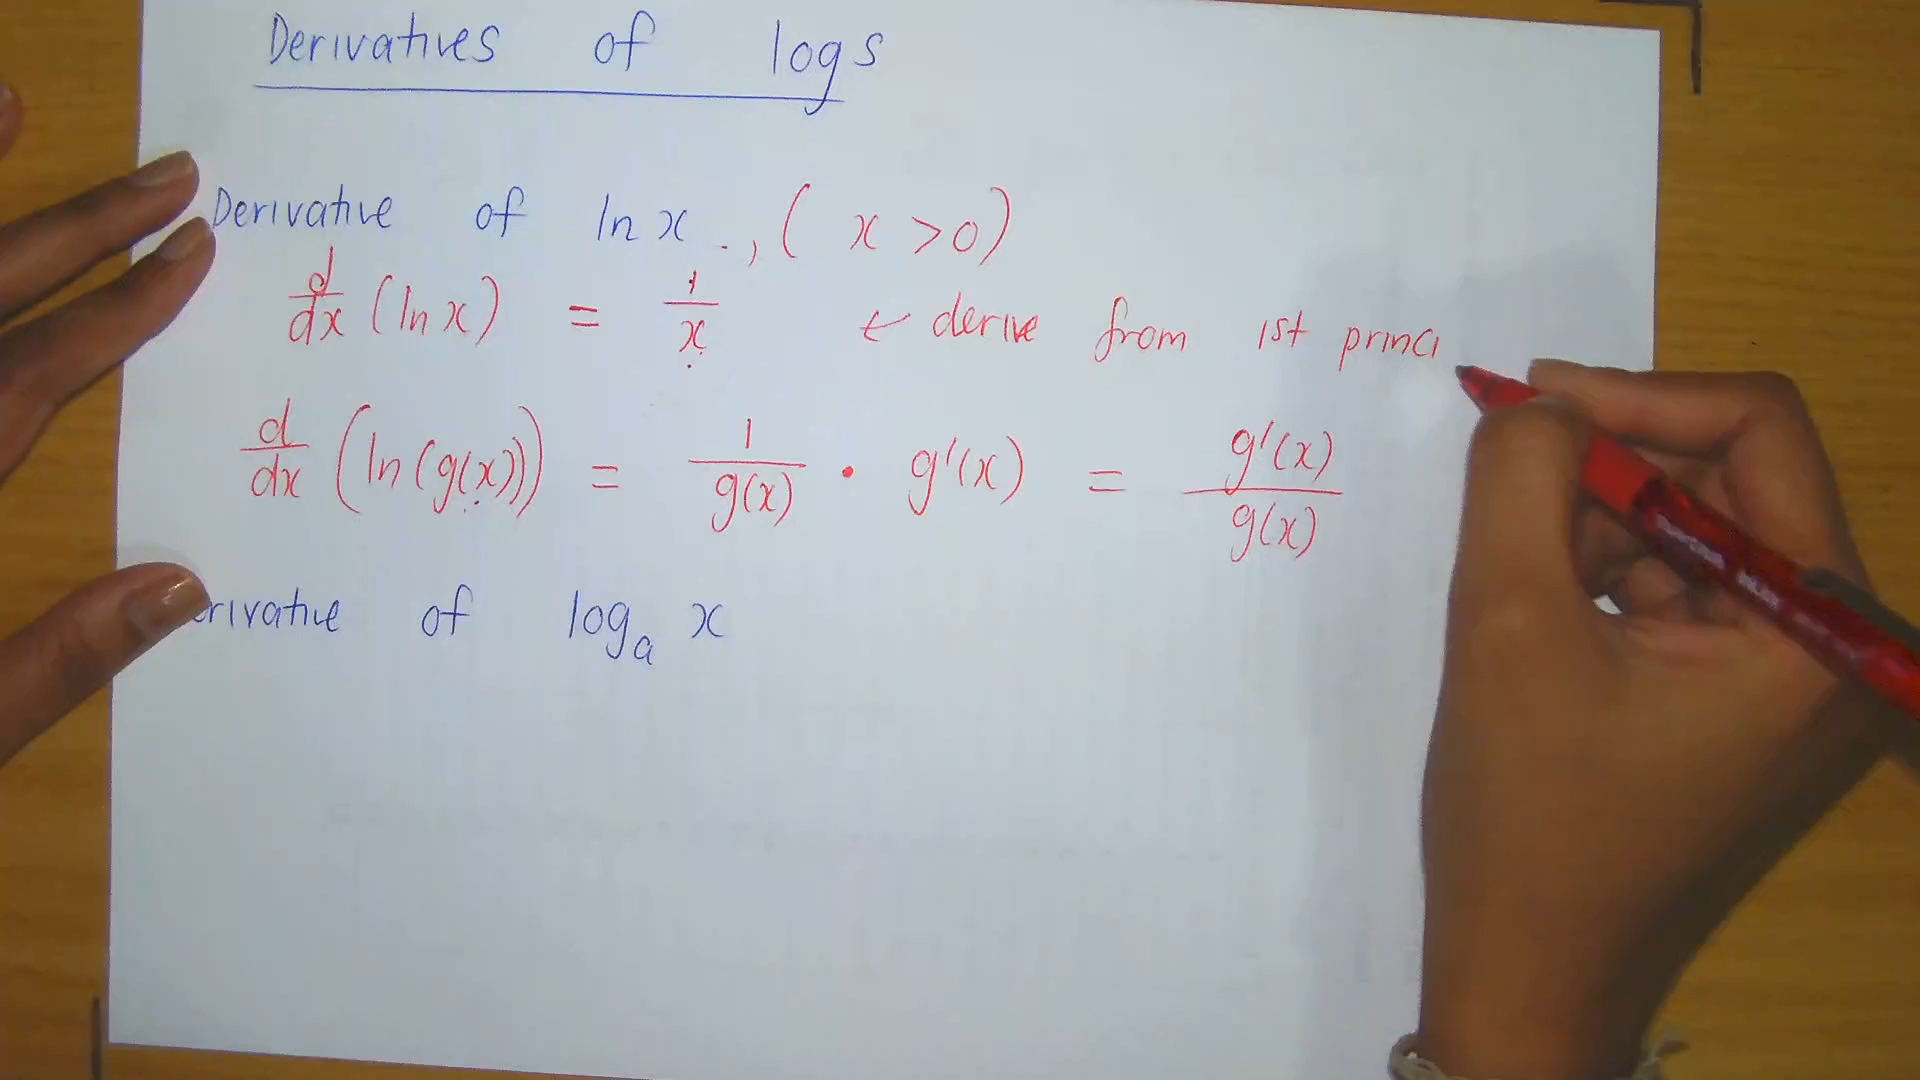 Derivatives of logs
Derivative of ln x ., ( x > 0 )
d/dx (ln x) = 1/x ← derive from 1st princi
d/dx (ln(g(x))) = 1/g(x) • g'(x) = g'(x)/g(x)
rivative of logₐ x